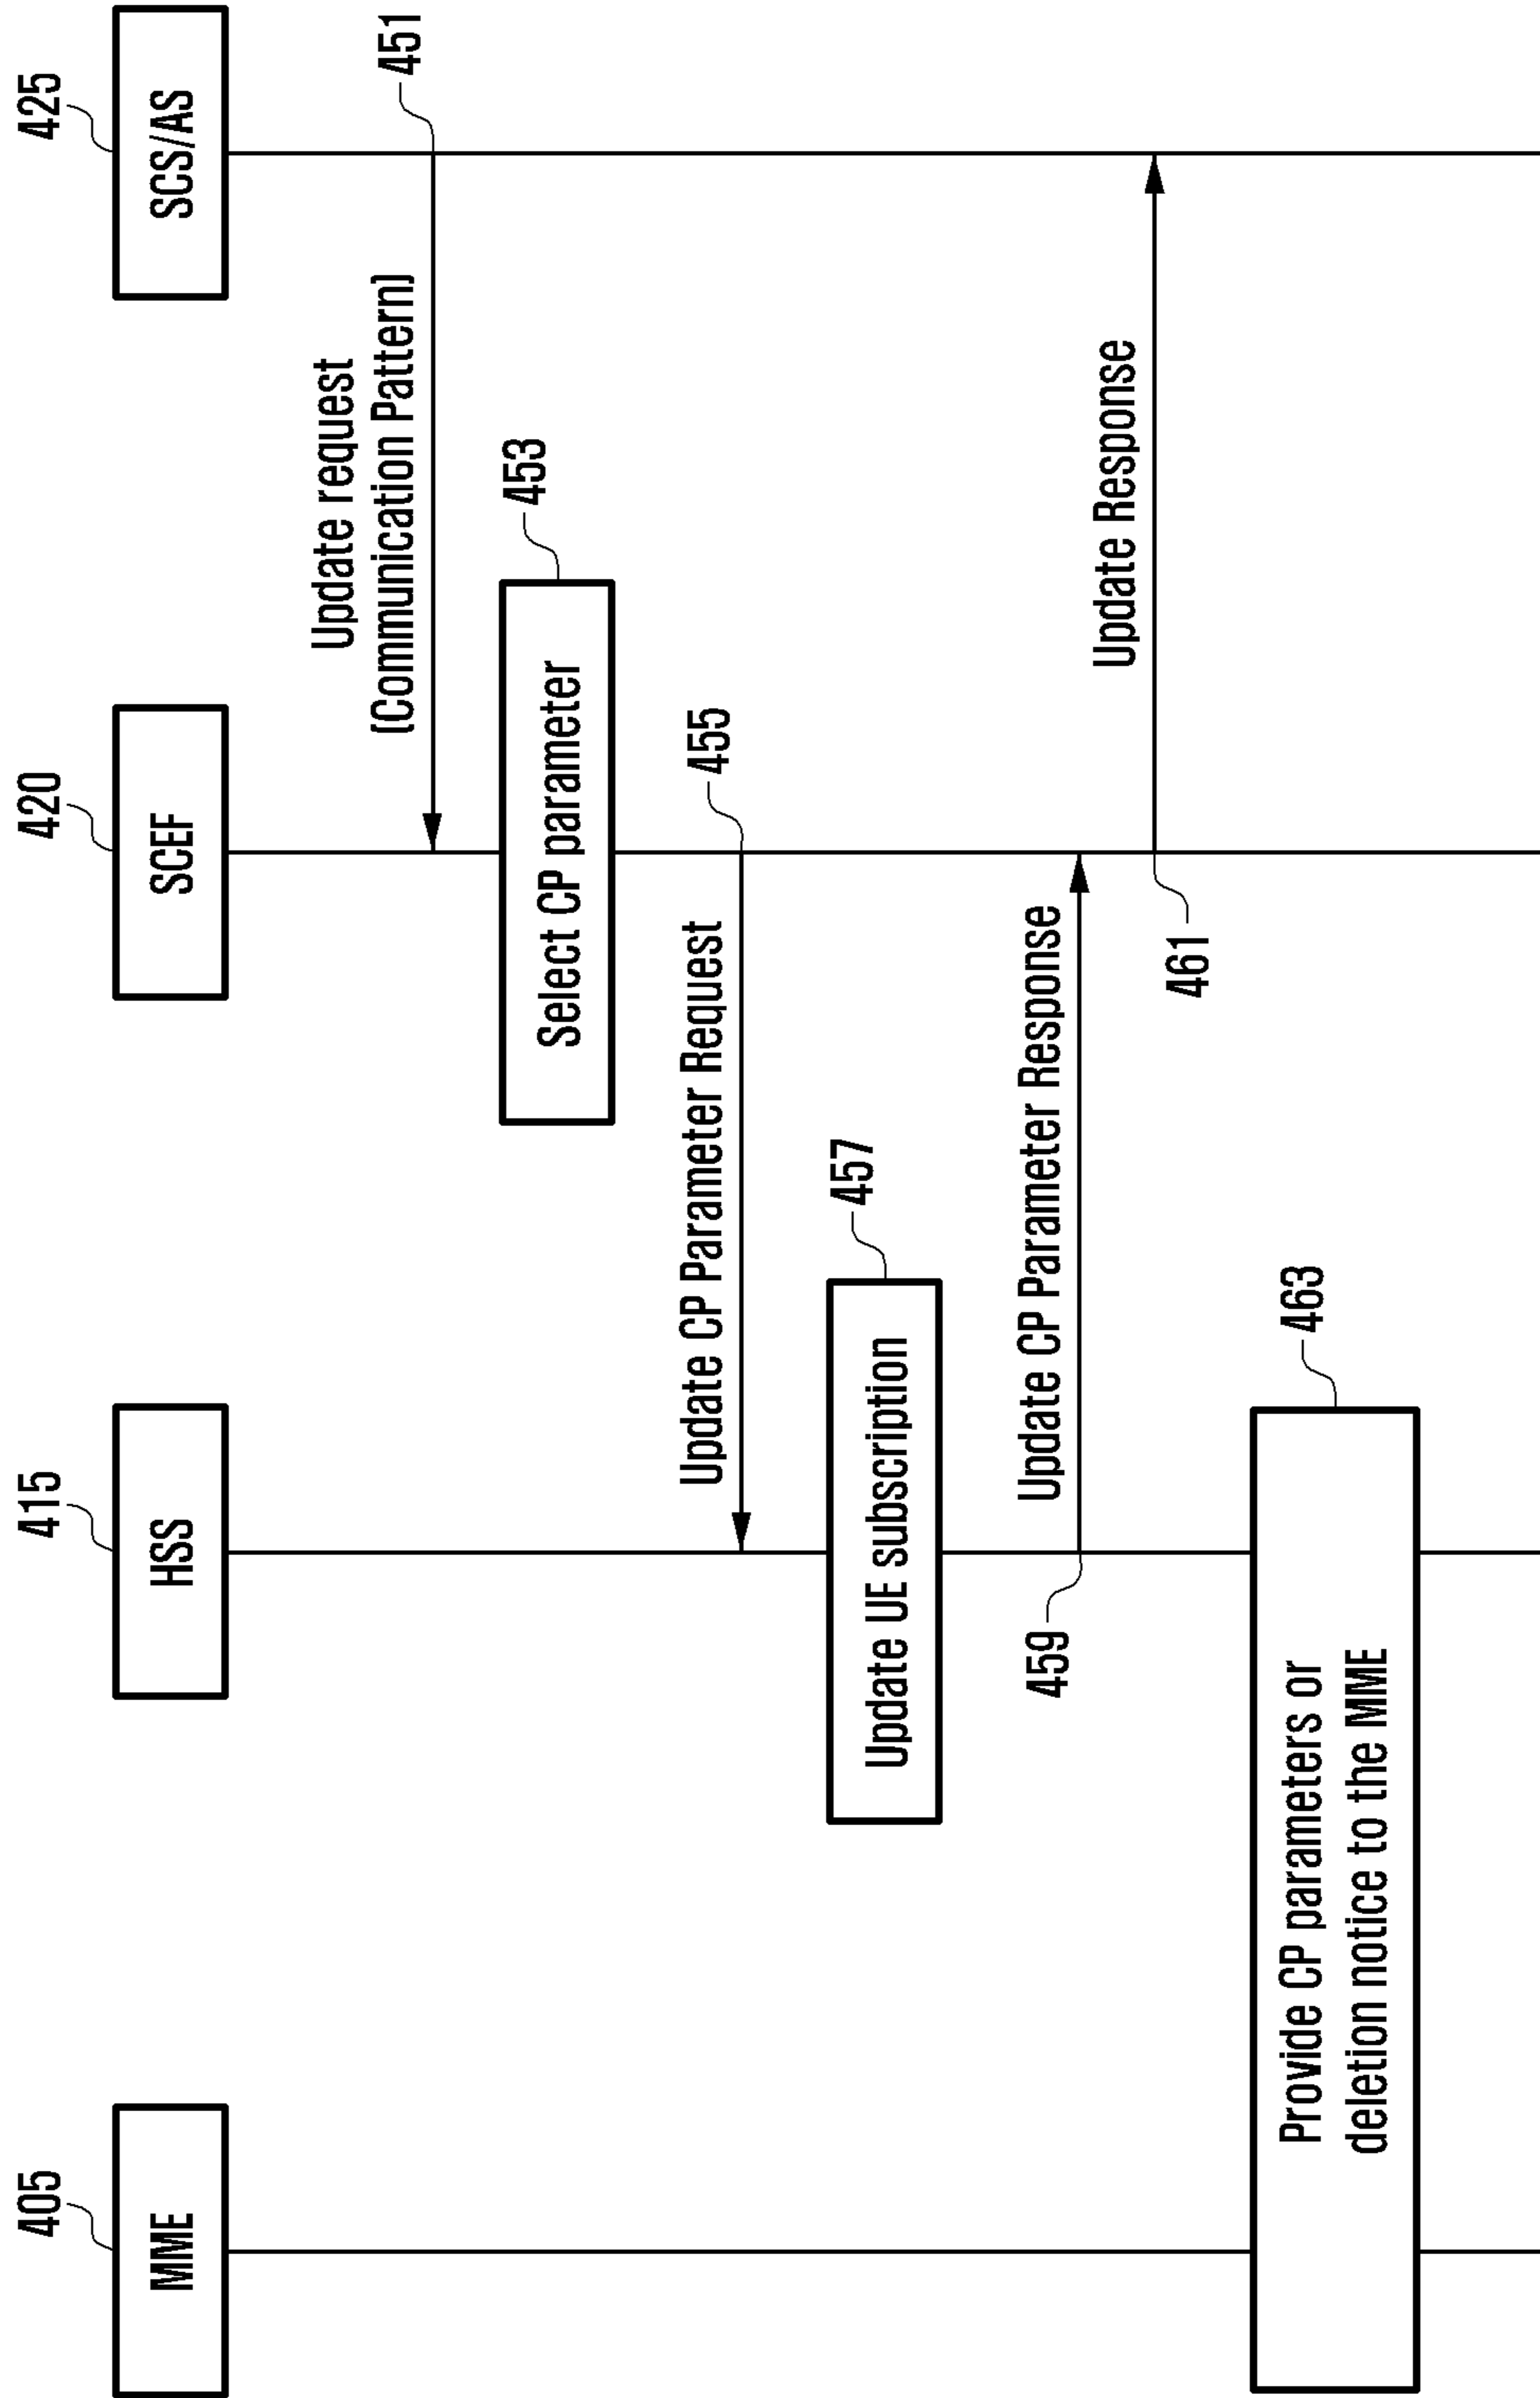 405
415
420
425
MME
HSS
SCEF
SCS/AS
Update request
(Communication Pattern)
451
Select CP parameter
453
Update CP Parameter Request
455
Update UE subscription
457
459
Update CP Parameter Response
Update Response
461
Provide CP parameters or
deletion notice to the MME
463